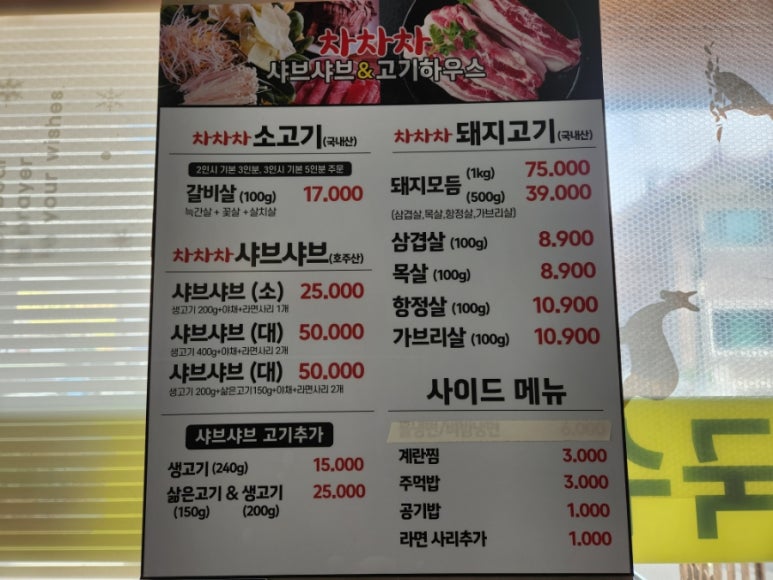 차차차
샤브샤브&고기하우스
차차차 소고기(국내산)
2인시 기본 3인분, 3인시 기본 5인분 주문
갈비살 (100g) 17.000
늑간살 + 꽃살 + 살치살
차차차 샤브샤브(호주산)
샤브샤브 (소) 25.000
생고기 200g+야채+라면사리 1개
샤브샤브 (대) 50.000
생고기 400g+야채+라면사리 2개
샤브샤브 (대) 50.000
생고기 200g+삶은고기150g+야채+라면사리 2개
샤브샤브 고기추가
생고기 (240g) 15.000
삶은고기 & 생고기 25.000
(150g) (200g)
차차차 돼지고기(국내산)
돼지모듬 (1kg) 75.000
(500g) 39.000
(삼겹살,목살,항정살,가브리살)
삼겹살 (100g) 8.900
목살 (100g) 8.900
항정살 (100g) 10.900
가브리살 (100g) 10.900
사이드 메뉴
물냉면/비빔냉면 6.000
계란찜 3.000
주먹밥 3.000
공기밥 1.000
라면 사리추가 1.000
prayer
your wishes